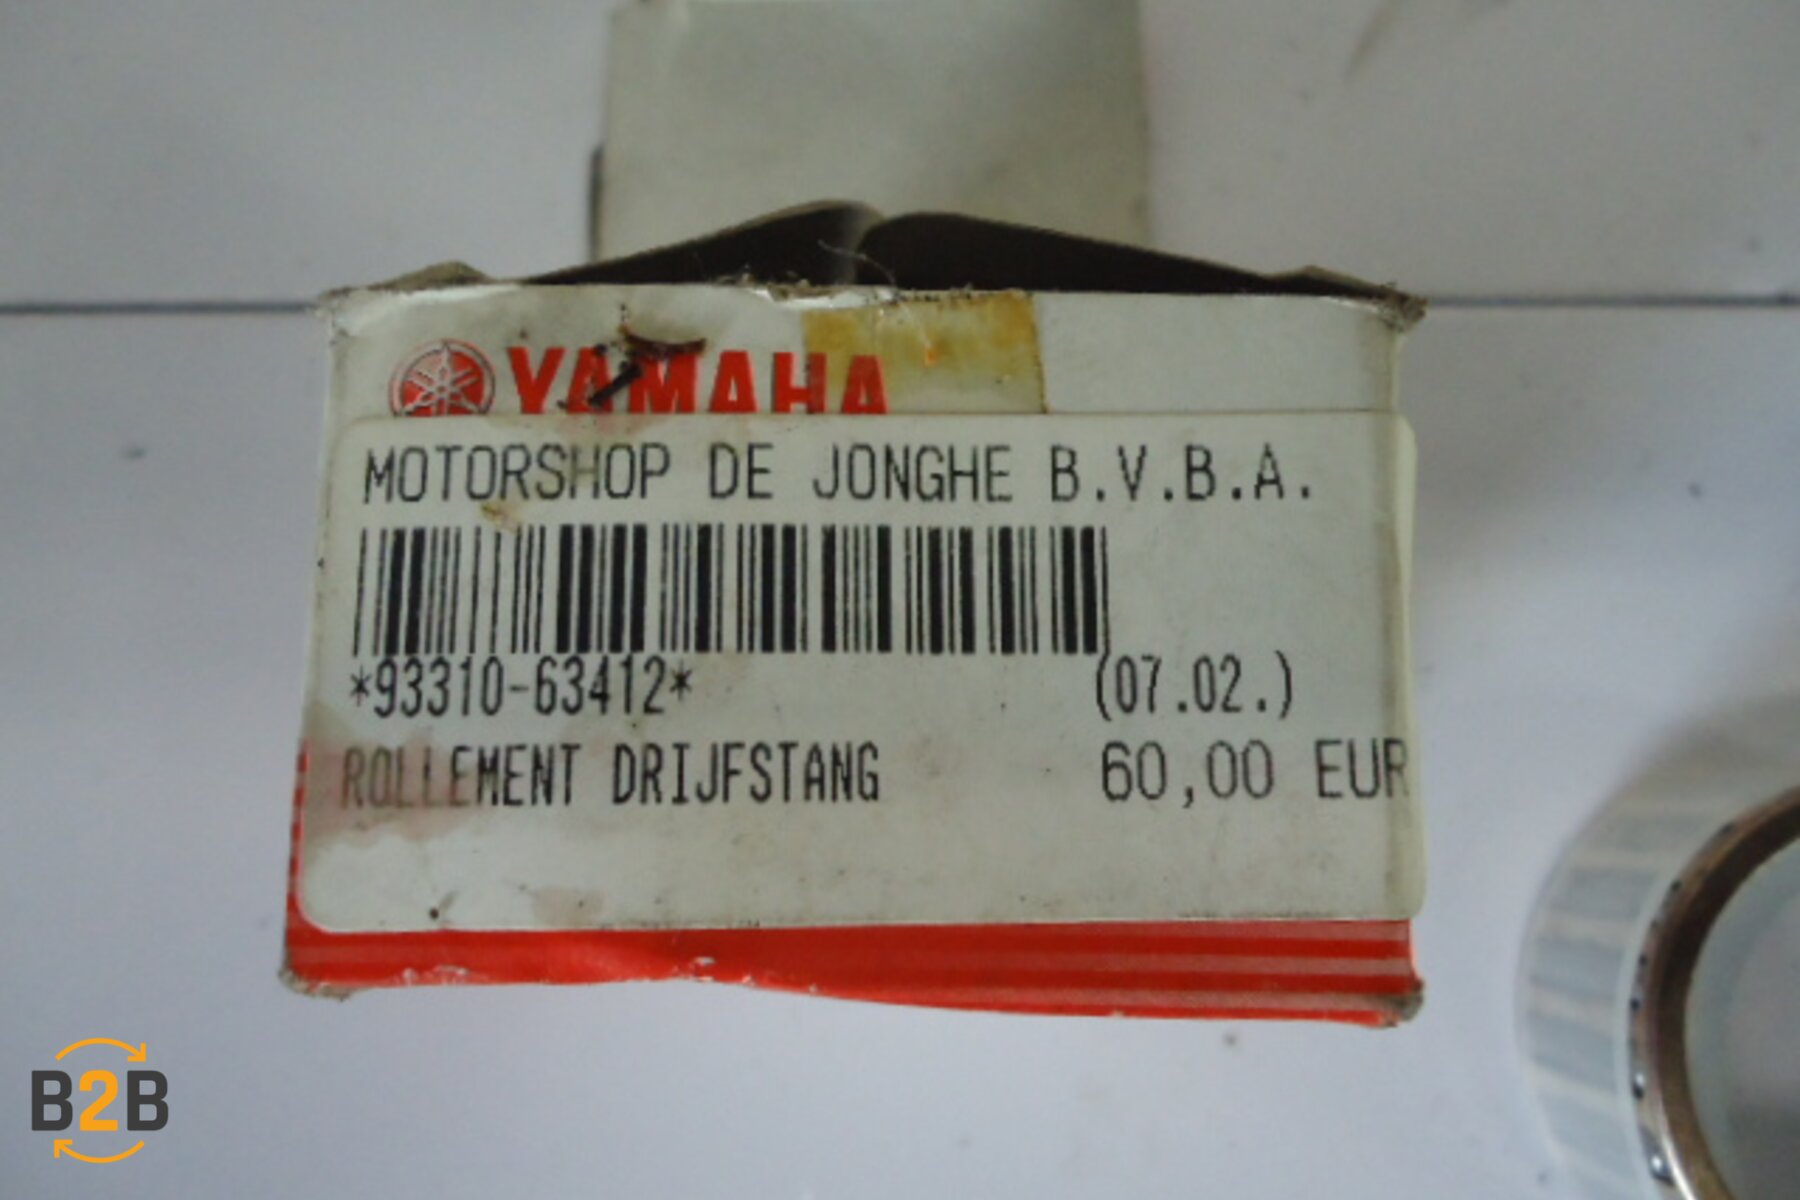 YAMAHA
MOTORSHOP DE JONGHE B.V.B.A.
*93310-63412* (07.02.)
ROLLEMENT DRIJFSTANG 60,00 EUR
B2B